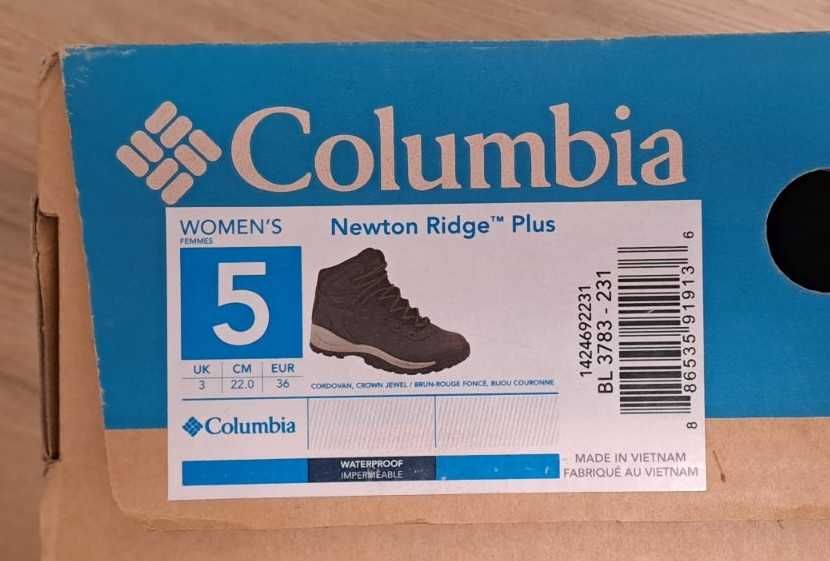 Columbia
WOMEN'S
FEMMES
5
UK CM EUR
3 22.0 36
Newton Ridge™ Plus
CORDOVAN, CROWN JEWEL / BRUN-ROUGE FONCÉ, BIJOU COURONNE
Columbia
WATERPROOF
IMPERMÉABLE
1424692231
BL 3783 - 231
8 86535 91913 6
MADE IN VIETNAM
FABRIQUÉ AU VIETNAM